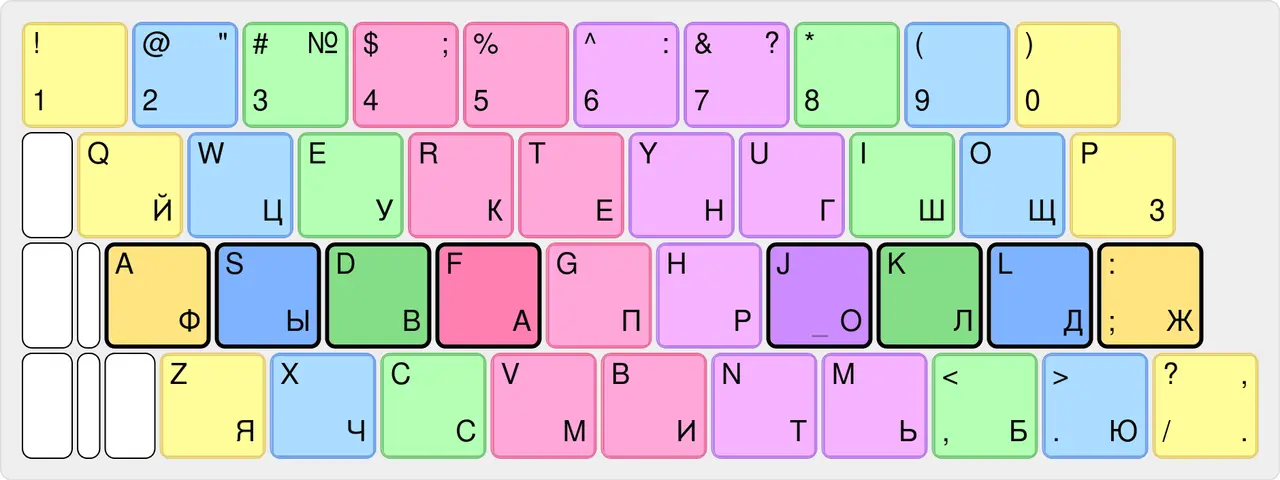 ! @ " # № $ ; % ^ : & ? * ( )
1 2 3 4 5 6 7 8 9 0
Q W E R T Y U I O P
Й Ц У К Е Н Г Ш Щ З
A S D F G H J K L :
Ф Ы В А П Р _ О Л Д ; Ж
Z X C V B N M < > ? ,
Я Ч С М И Т Ь , Б . Ю / .